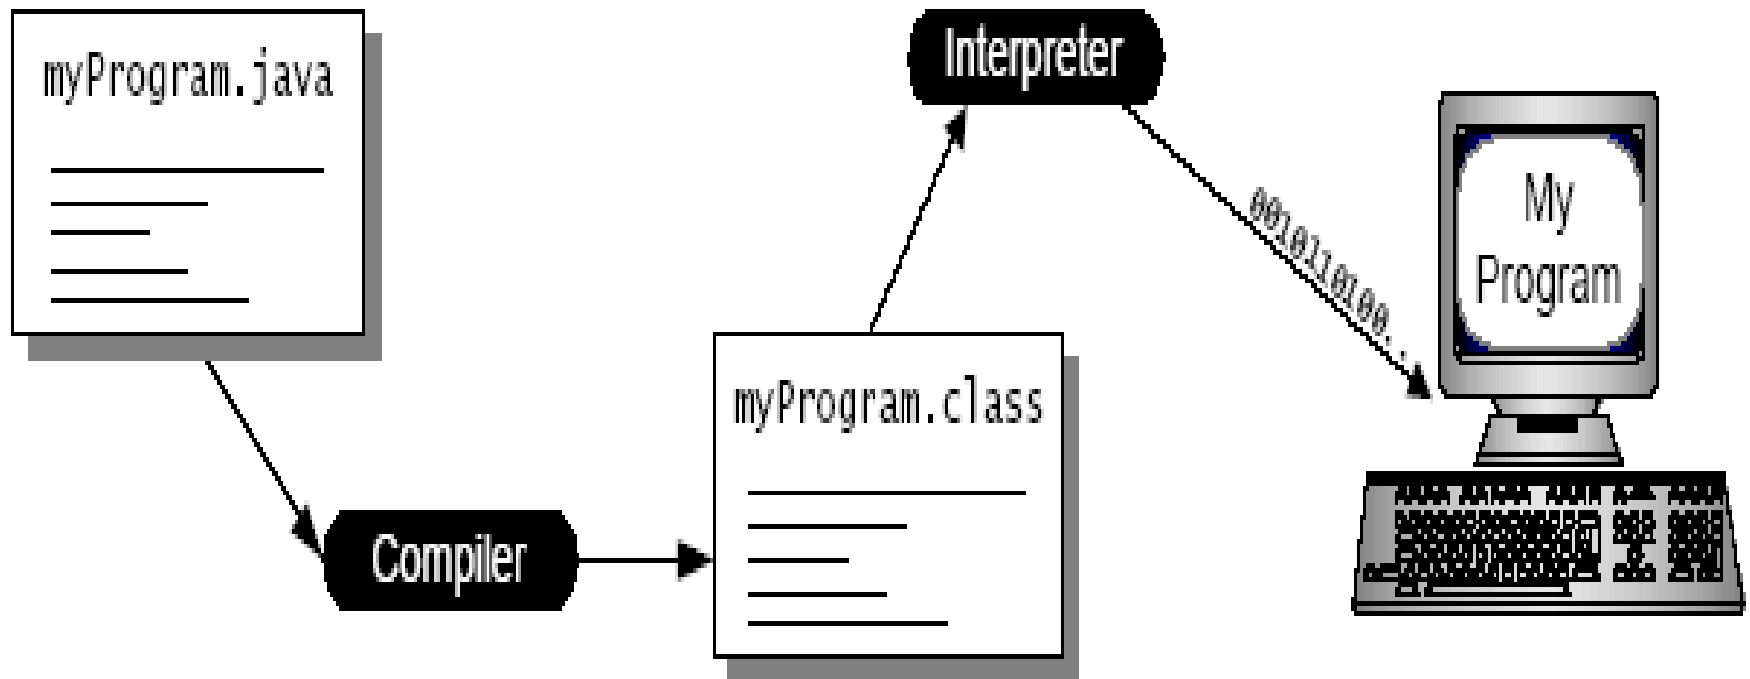 myProgram.java
Compiler
myProgram.class
Interpreter
0010110100...
My
Program